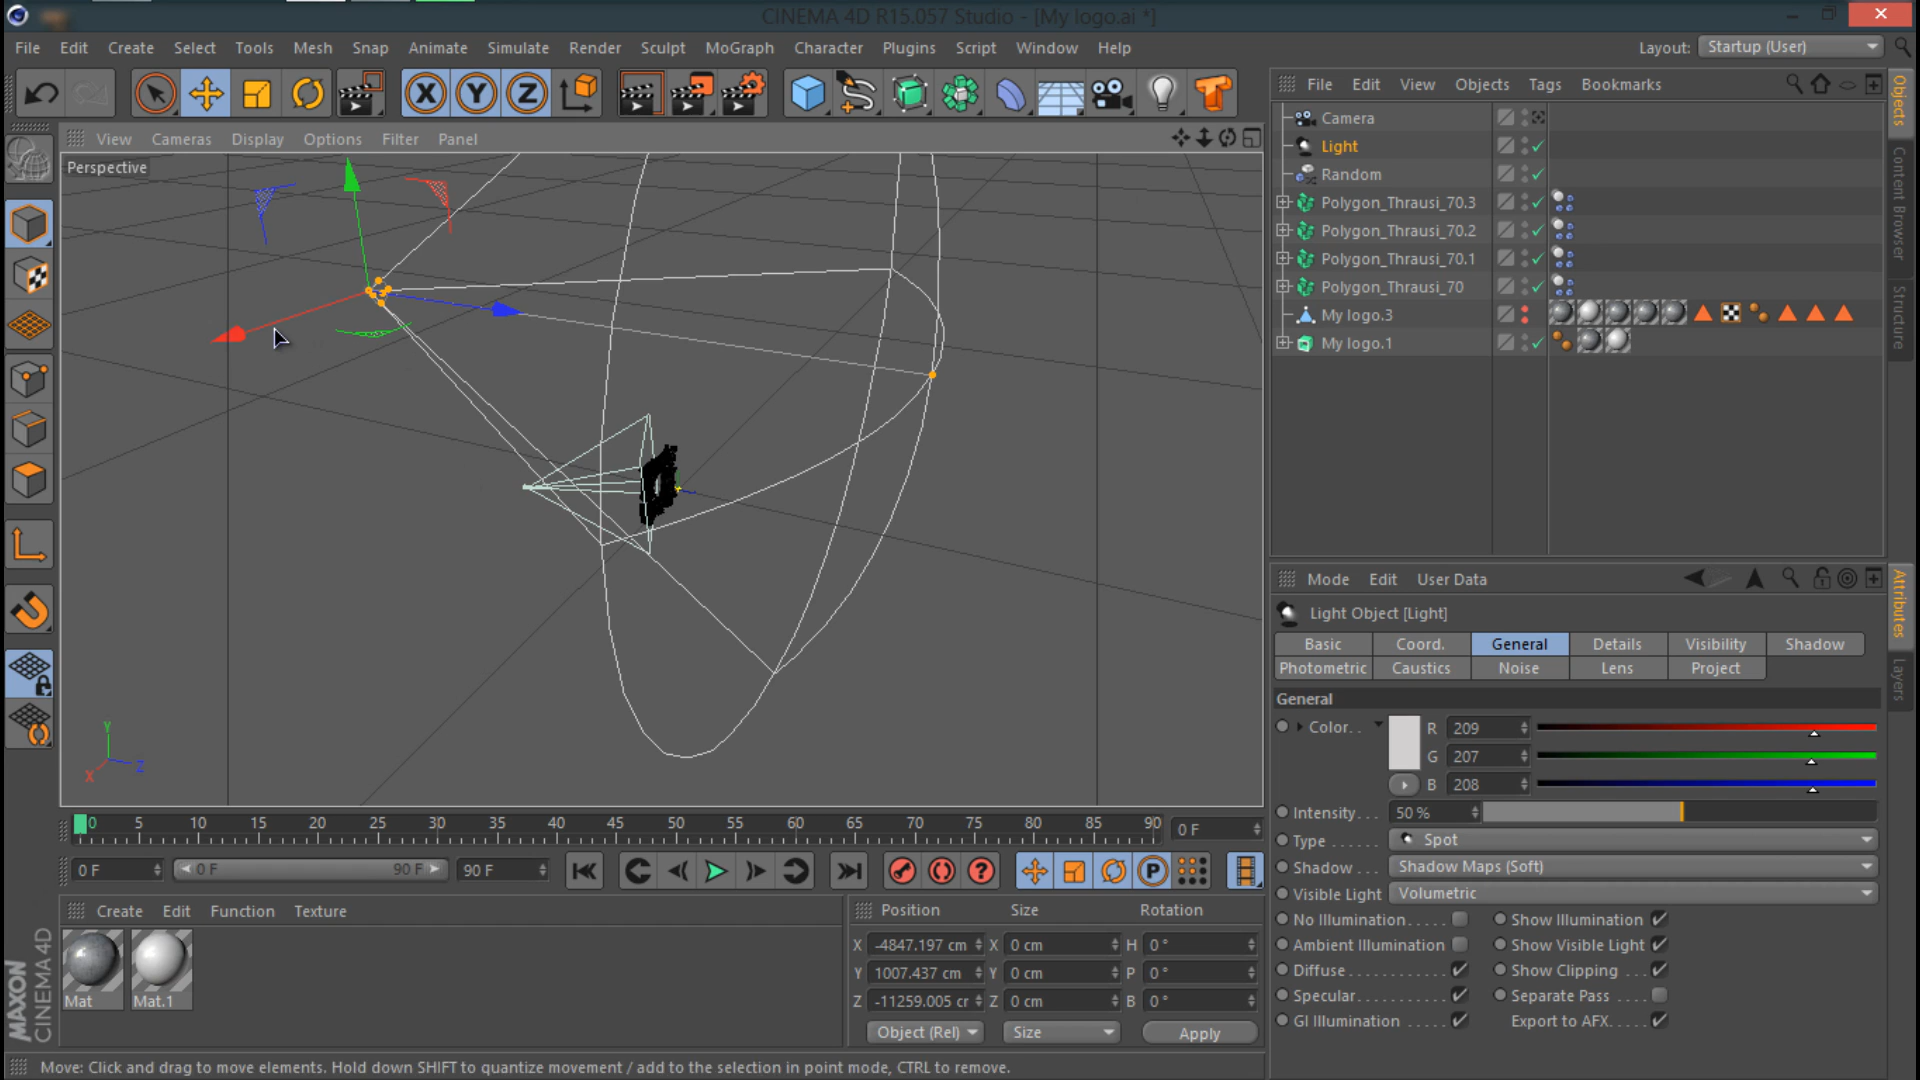 CINEMA 4D R15.057 Studio - [My logo.ai *]
File Edit Create Select Tools Mesh Snap Animate Simulate Render Sculpt MoGraph Character Plugins Script Window Help
Layout: Startup (User)
File Edit View Objects Tags Bookmarks
View Cameras Display Options Filter Panel
Perspective
Camera
Light
Random
Polygon_Thrausi_70.3
Polygon_Thrausi_70.2
Polygon_Thrausi_70.1
Polygon_Thrausi_70
My logo.3
My logo.1
Objects
Content Browser
Structure
Attributes
Layers
Mode Edit User Data
Light Object [Light]
Basic Coord. General Details Visibility Shadow
Photometric Caustics Noise Lens Project
General
Color. . R 209
G 207
B 208
Intensity. . . 50 %
Type . . . . . . Spot
Shadow . . . Shadow Maps (Soft)
Visible Light Volumetric
No Illumination. . . . . Show Illumination
Ambient Illumination Show Visible Light
Diffuse . . . . . . . . . . . . Show Clipping . . .
Specular. . . . . . . . . . . Separate Pass . . . .
GI Illumination . . . . . . Export to AFX. . . . .
Y
X Z
0 5 10 15 20 25 30 35 40 45 50 55 60 65 70 75 80 85 90 0 F
0 F 0 F 90 F 90 F
Create Edit Function Texture
Mat Mat.1
MAXON
CINEMA 4D
Position Size Rotation
X -4847.197 cm X 0 cm H 0 °
Y 1007.437 cm Y 0 cm P 0 °
Z -11259.005 cr Z 0 cm B 0 °
Object (Rel) Size Apply
Move: Click and drag to move elements. Hold down SHIFT to quantize movement / add to the selection in point mode, CTRL to remove.